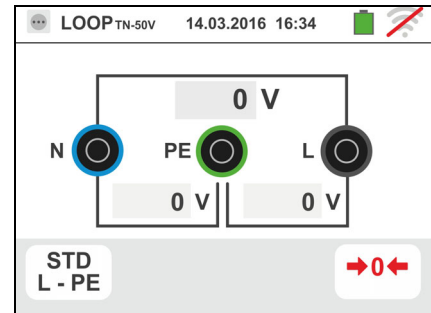 LOOP TN-50V 14.03.2016 16:34
0 V
N PE L
0 V 0 V
STD
L - PE
→0←